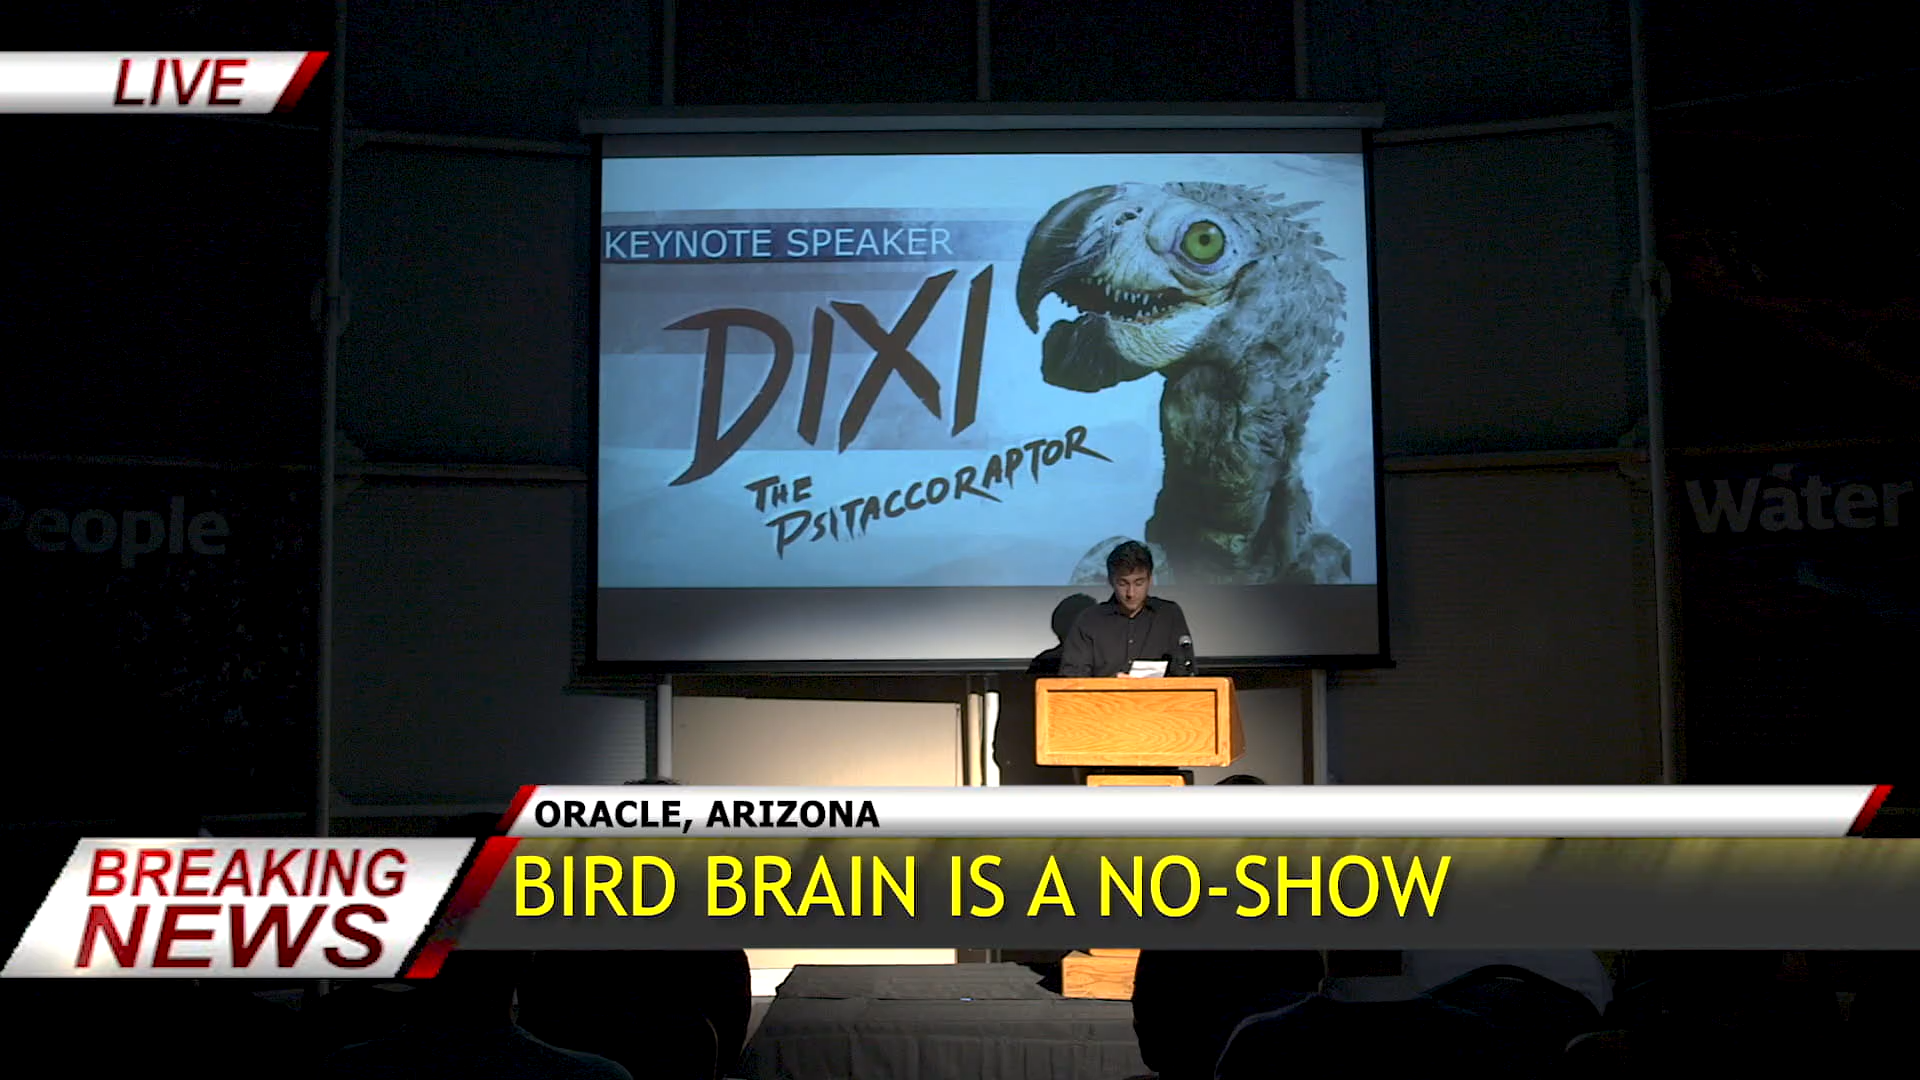 LIVE
KEYNOTE SPEAKER
DIXI
THE
PSITACCORAPTOR
People
Water
ORACLE, ARIZONA
BREAKING
NEWS
BIRD BRAIN IS A NO-SHOW